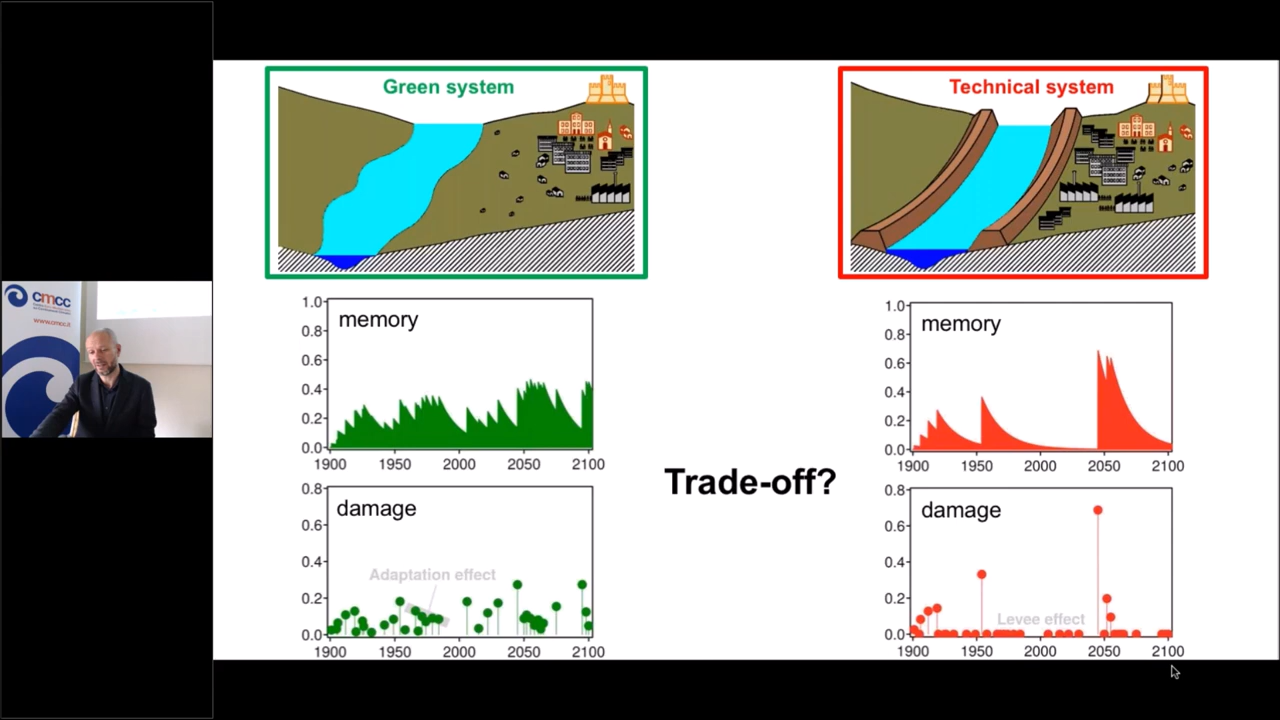 cmcc
www.cmcc.it
Green system
Technical system
memory
1.0
0.8
0.6
0.4
0.2
0.0
1900 1950 2000 2050 2100
memory
1.0
0.8
0.6
0.4
0.2
0.0
1900 1950 2000 2050 2100
Trade-off?
damage
0.8
0.6
0.4
0.2
0.0
Adaptation effect
1900 1950 2000 2050 2100
damage
0.8
0.6
0.4
0.2
0.0
Levee effect
1900 1950 2000 2050 2100